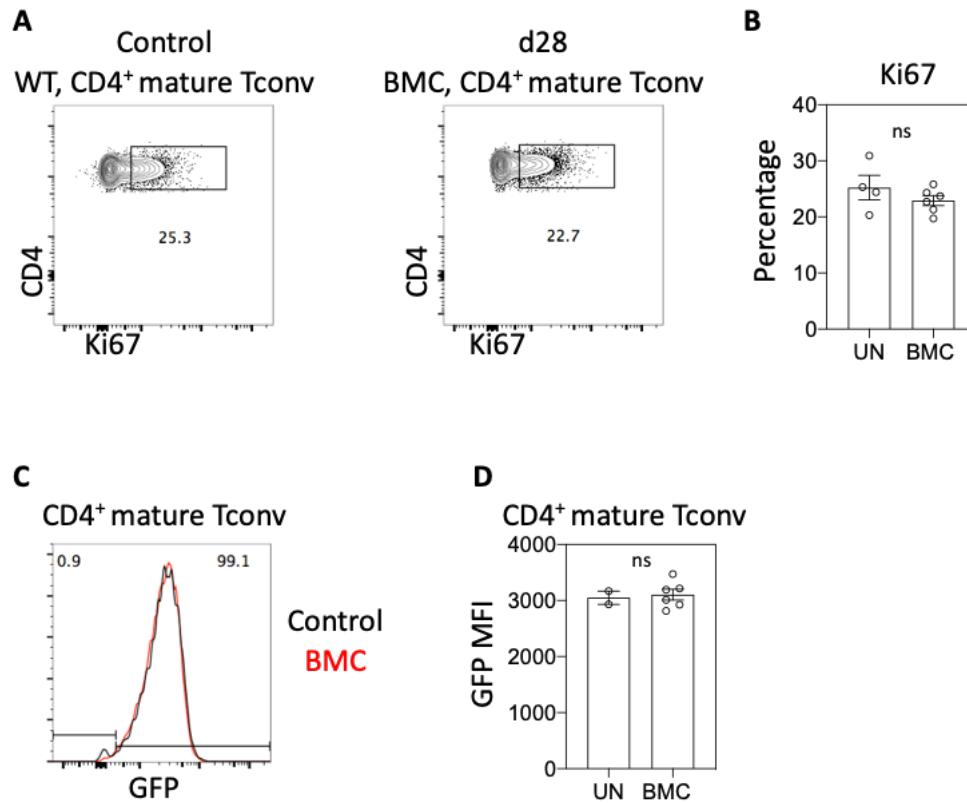 A
Control
WT, CD4+ mature Tconv
CD4
25.3
Ki67
d28
BMC, CD4+ mature Tconv
CD4
22.7
Ki67
B
Ki67
Percentage
40
30
20
10
0
ns
UN BMC
C
CD4+ mature Tconv
0.9 99.1
GFP
Control
BMC
D
CD4+ mature Tconv
GFP MFI
4000
3000
2000
1000
0
ns
UN BMC